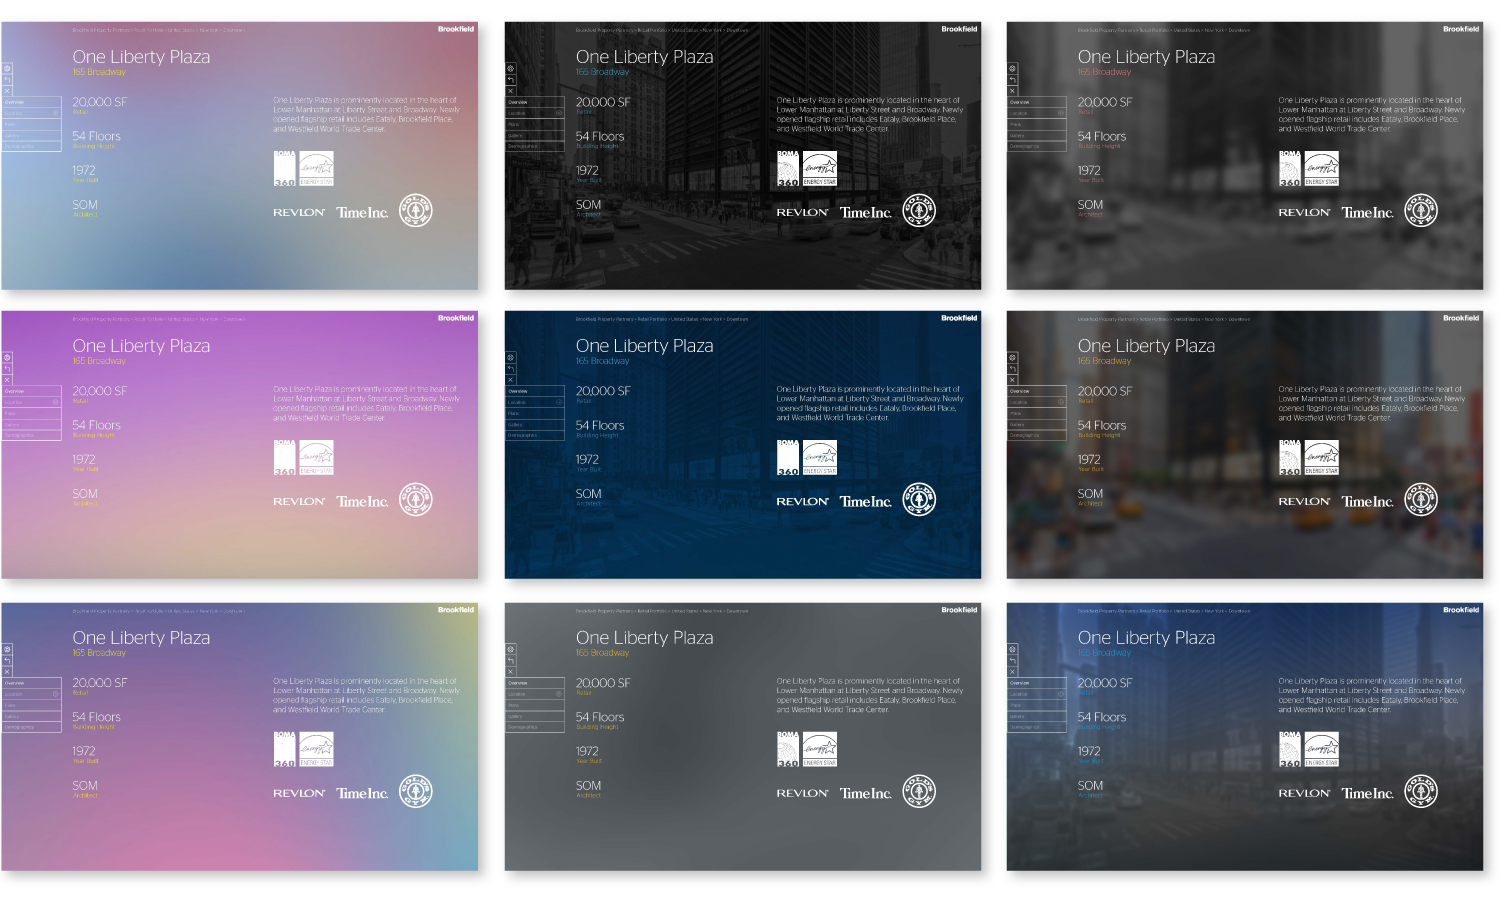 Brookfield Property Partners > Retail Portfolio > United States > New York > Downtown
Brookfield
One Liberty Plaza
165 Broadway
Overview
Location
Plans
Gallery
Demographics
20,000 SF
Retail
54 Floors
Building Height
1972
Year Built
SOM
Architect
One Liberty Plaza is prominently located in the heart of
Lower Manhattan at Liberty Street and Broadway. Newly
opened flagship retail includes Eataly, Brookfield Place,
and Westfield World Trade Center.
BOMA
360
energy
ENERGY STAR
REVLON
Time Inc.
GOLD'S GYM
Brookfield Property Partners > Retail Portfolio > United States > New York > Downtown
Brookfield
One Liberty Plaza
165 Broadway
Overview
Location
Plans
Gallery
Demographics
20,000 SF
Retail
54 Floors
Building Height
1972
Year Built
SOM
Architect
One Liberty Plaza is prominently located in the heart of
Lower Manhattan at Liberty Street and Broadway. Newly
opened flagship retail includes Eataly, Brookfield Place,
and Westfield World Trade Center.
BOMA
360
energy
ENERGY STAR
REVLON
Time Inc.
GOLD'S GYM
Brookfield Property Partners > Retail Portfolio > United States > New York > Downtown
Brookfield
One Liberty Plaza
165 Broadway
Overview
Location
Plans
Gallery
Demographics
20,000 SF
Retail
54 Floors
Building Height
1972
Year Built
SOM
Architect
One Liberty Plaza is prominently located in the heart of
Lower Manhattan at Liberty Street and Broadway. Newly
opened flagship retail includes Eataly, Brookfield Place,
and Westfield World Trade Center.
BOMA
360
energy
ENERGY STAR
REVLON
Time Inc.
GOLD'S GYM
Brookfield Property Partners > Retail Portfolio > United States > New York > Downtown
Brookfield
One Liberty Plaza
165 Broadway
Overview
Location
Plans
Gallery
Demographics
20,000 SF
Retail
54 Floors
Building Height
1972
Year Built
SOM
Architect
One Liberty Plaza is prominently located in the heart of
Lower Manhattan at Liberty Street and Broadway. Newly
opened flagship retail includes Eataly, Brookfield Place,
and Westfield World Trade Center.
BOMA
360
energy
ENERGY STAR
REVLON
Time Inc.
GOLD'S GYM
Brookfield Property Partners > Retail Portfolio > United States > New York > Downtown
Brookfield
One Liberty Plaza
165 Broadway
Overview
Location
Plans
Gallery
Demographics
20,000 SF
Retail
54 Floors
Building Height
1972
Year Built
SOM
Architect
One Liberty Plaza is prominently located in the heart of
Lower Manhattan at Liberty Street and Broadway. Newly
opened flagship retail includes Eataly, Brookfield Place,
and Westfield World Trade Center.
BOMA
360
energy
ENERGY STAR
REVLON
Time Inc.
GOLD'S GYM
Brookfield Property Partners > Retail Portfolio > United States > New York > Downtown
Brookfield
One Liberty Plaza
165 Broadway
Overview
Location
Plans
Gallery
Demographics
20,000 SF
Retail
54 Floors
Building Height
1972
Year Built
SOM
Architect
One Liberty Plaza is prominently located in the heart of
Lower Manhattan at Liberty Street and Broadway. Newly
opened flagship retail includes Eataly, Brookfield Place,
and Westfield World Trade Center.
BOMA
360
energy
ENERGY STAR
REVLON
Time Inc.
GOLD'S GYM
Brookfield Property Partners > Retail Portfolio > United States > New York > Downtown
Brookfield
One Liberty Plaza
165 Broadway
Overview
Location
Plans
Gallery
Demographics
20,000 SF
Retail
54 Floors
Building Height
1972
Year Built
SOM
Architect
One Liberty Plaza is prominently located in the heart of
Lower Manhattan at Liberty Street and Broadway. Newly
opened flagship retail includes Eataly, Brookfield Place,
and Westfield World Trade Center.
BOMA
360
energy
ENERGY STAR
REVLON
Time Inc.
GOLD'S GYM
Brookfield Property Partners > Retail Portfolio > United States > New York > Downtown
Brookfield
One Liberty Plaza
165 Broadway
Overview
Location
Plans
Gallery
Demographics
20,000 SF
Retail
54 Floors
Building Height
1972
Year Built
SOM
Architect
One Liberty Plaza is prominently located in the heart of
Lower Manhattan at Liberty Street and Broadway. Newly
opened flagship retail includes Eataly, Brookfield Place,
and Westfield World Trade Center.
BOMA
360
energy
ENERGY STAR
REVLON
Time Inc.
GOLD'S GYM
Brookfield Property Partners > Retail Portfolio > United States > New York > Downtown
Brookfield
One Liberty Plaza
165 Broadway
Overview
Location
Plans
Gallery
Demographics
20,000 SF
Retail
54 Floors
Building Height
1972
Year Built
SOM
Architect
One Liberty Plaza is prominently located in the heart of
Lower Manhattan at Liberty Street and Broadway. Newly
opened flagship retail includes Eataly, Brookfield Place,
and Westfield World Trade Center.
BOMA
360
energy
ENERGY STAR
REVLON
Time Inc.
GOLD'S GYM